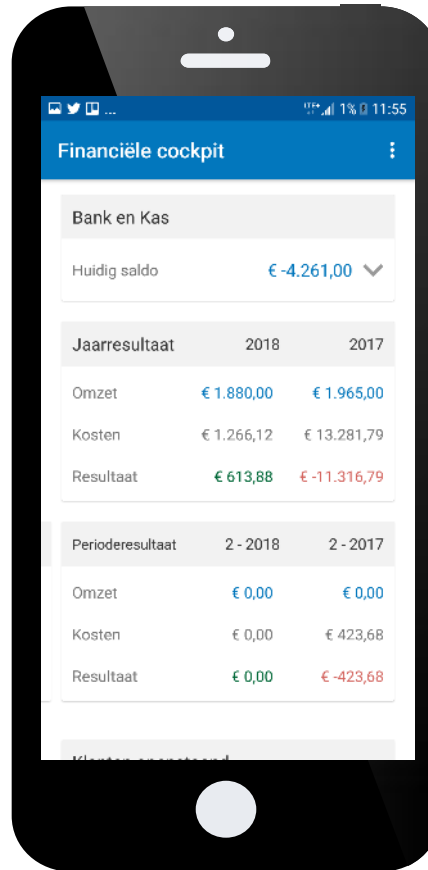 ... LTE+ 1% 11:55
Financiële cockpit
Bank en Kas
Huidig saldo € -4.261,00
Jaarresultaat 2018 2017
Omzet € 1.880,00 € 1.965,00
Kosten € 1.266,12 € 13.281,79
Resultaat € 613,88 € -11.316,79
Perioderesultaat 2 - 2018 2 - 2017
Omzet € 0,00 € 0,00
Kosten € 0,00 € 423,68
Resultaat € 0,00 € -423,68